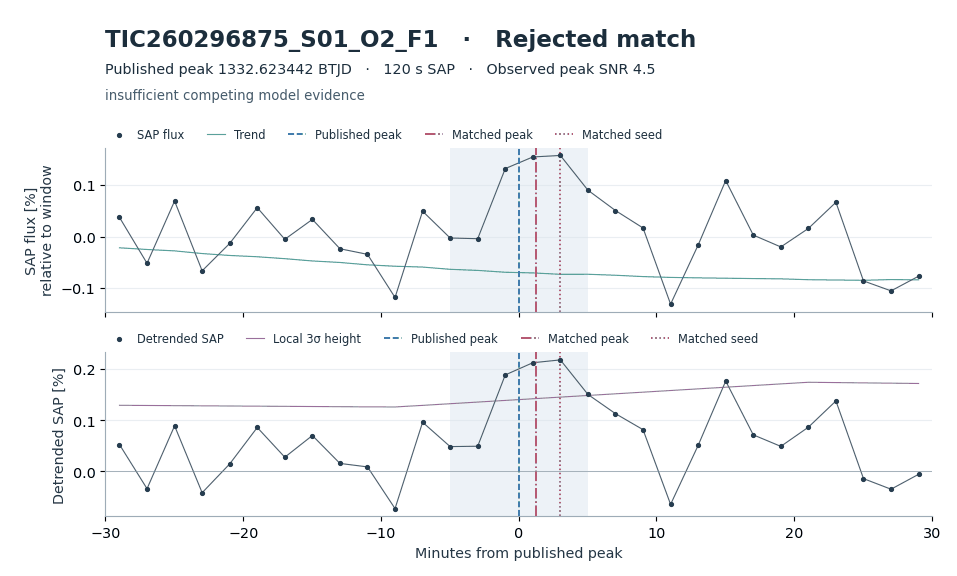 TIC260296875_S01_O2_F1 · Rejected match
Published peak 1332.623442 BTJD · 120 s SAP · Observed peak SNR 4.5
insufficient competing model evidence
SAP flux Trend Published peak Matched peak Matched seed
SAP flux [%]
relative to window
0.1
0.0
−0.1
Detrended SAP Local 3σ height Published peak Matched peak Matched seed
Detrended SAP [%]
0.2
0.1
0.0
−30 −20 −10 0 10 20 30
Minutes from published peak